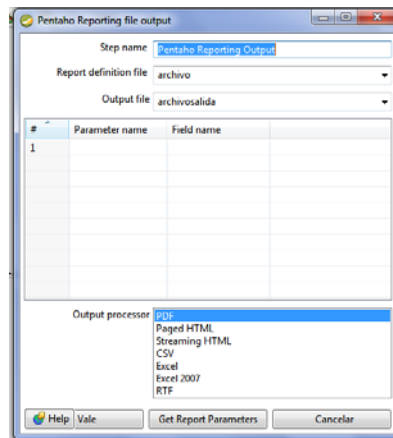 Pentaho Reporting file output
Step name Pentaho Reporting Output
Report definition file archivo
Output file archivosalida
# Parameter name Field name
1
Output processor PDF
Paged HTML
Streaming HTML
CSV
Excel
Excel 2007
RTF
Help Vale Get Report Parameters Cancelar